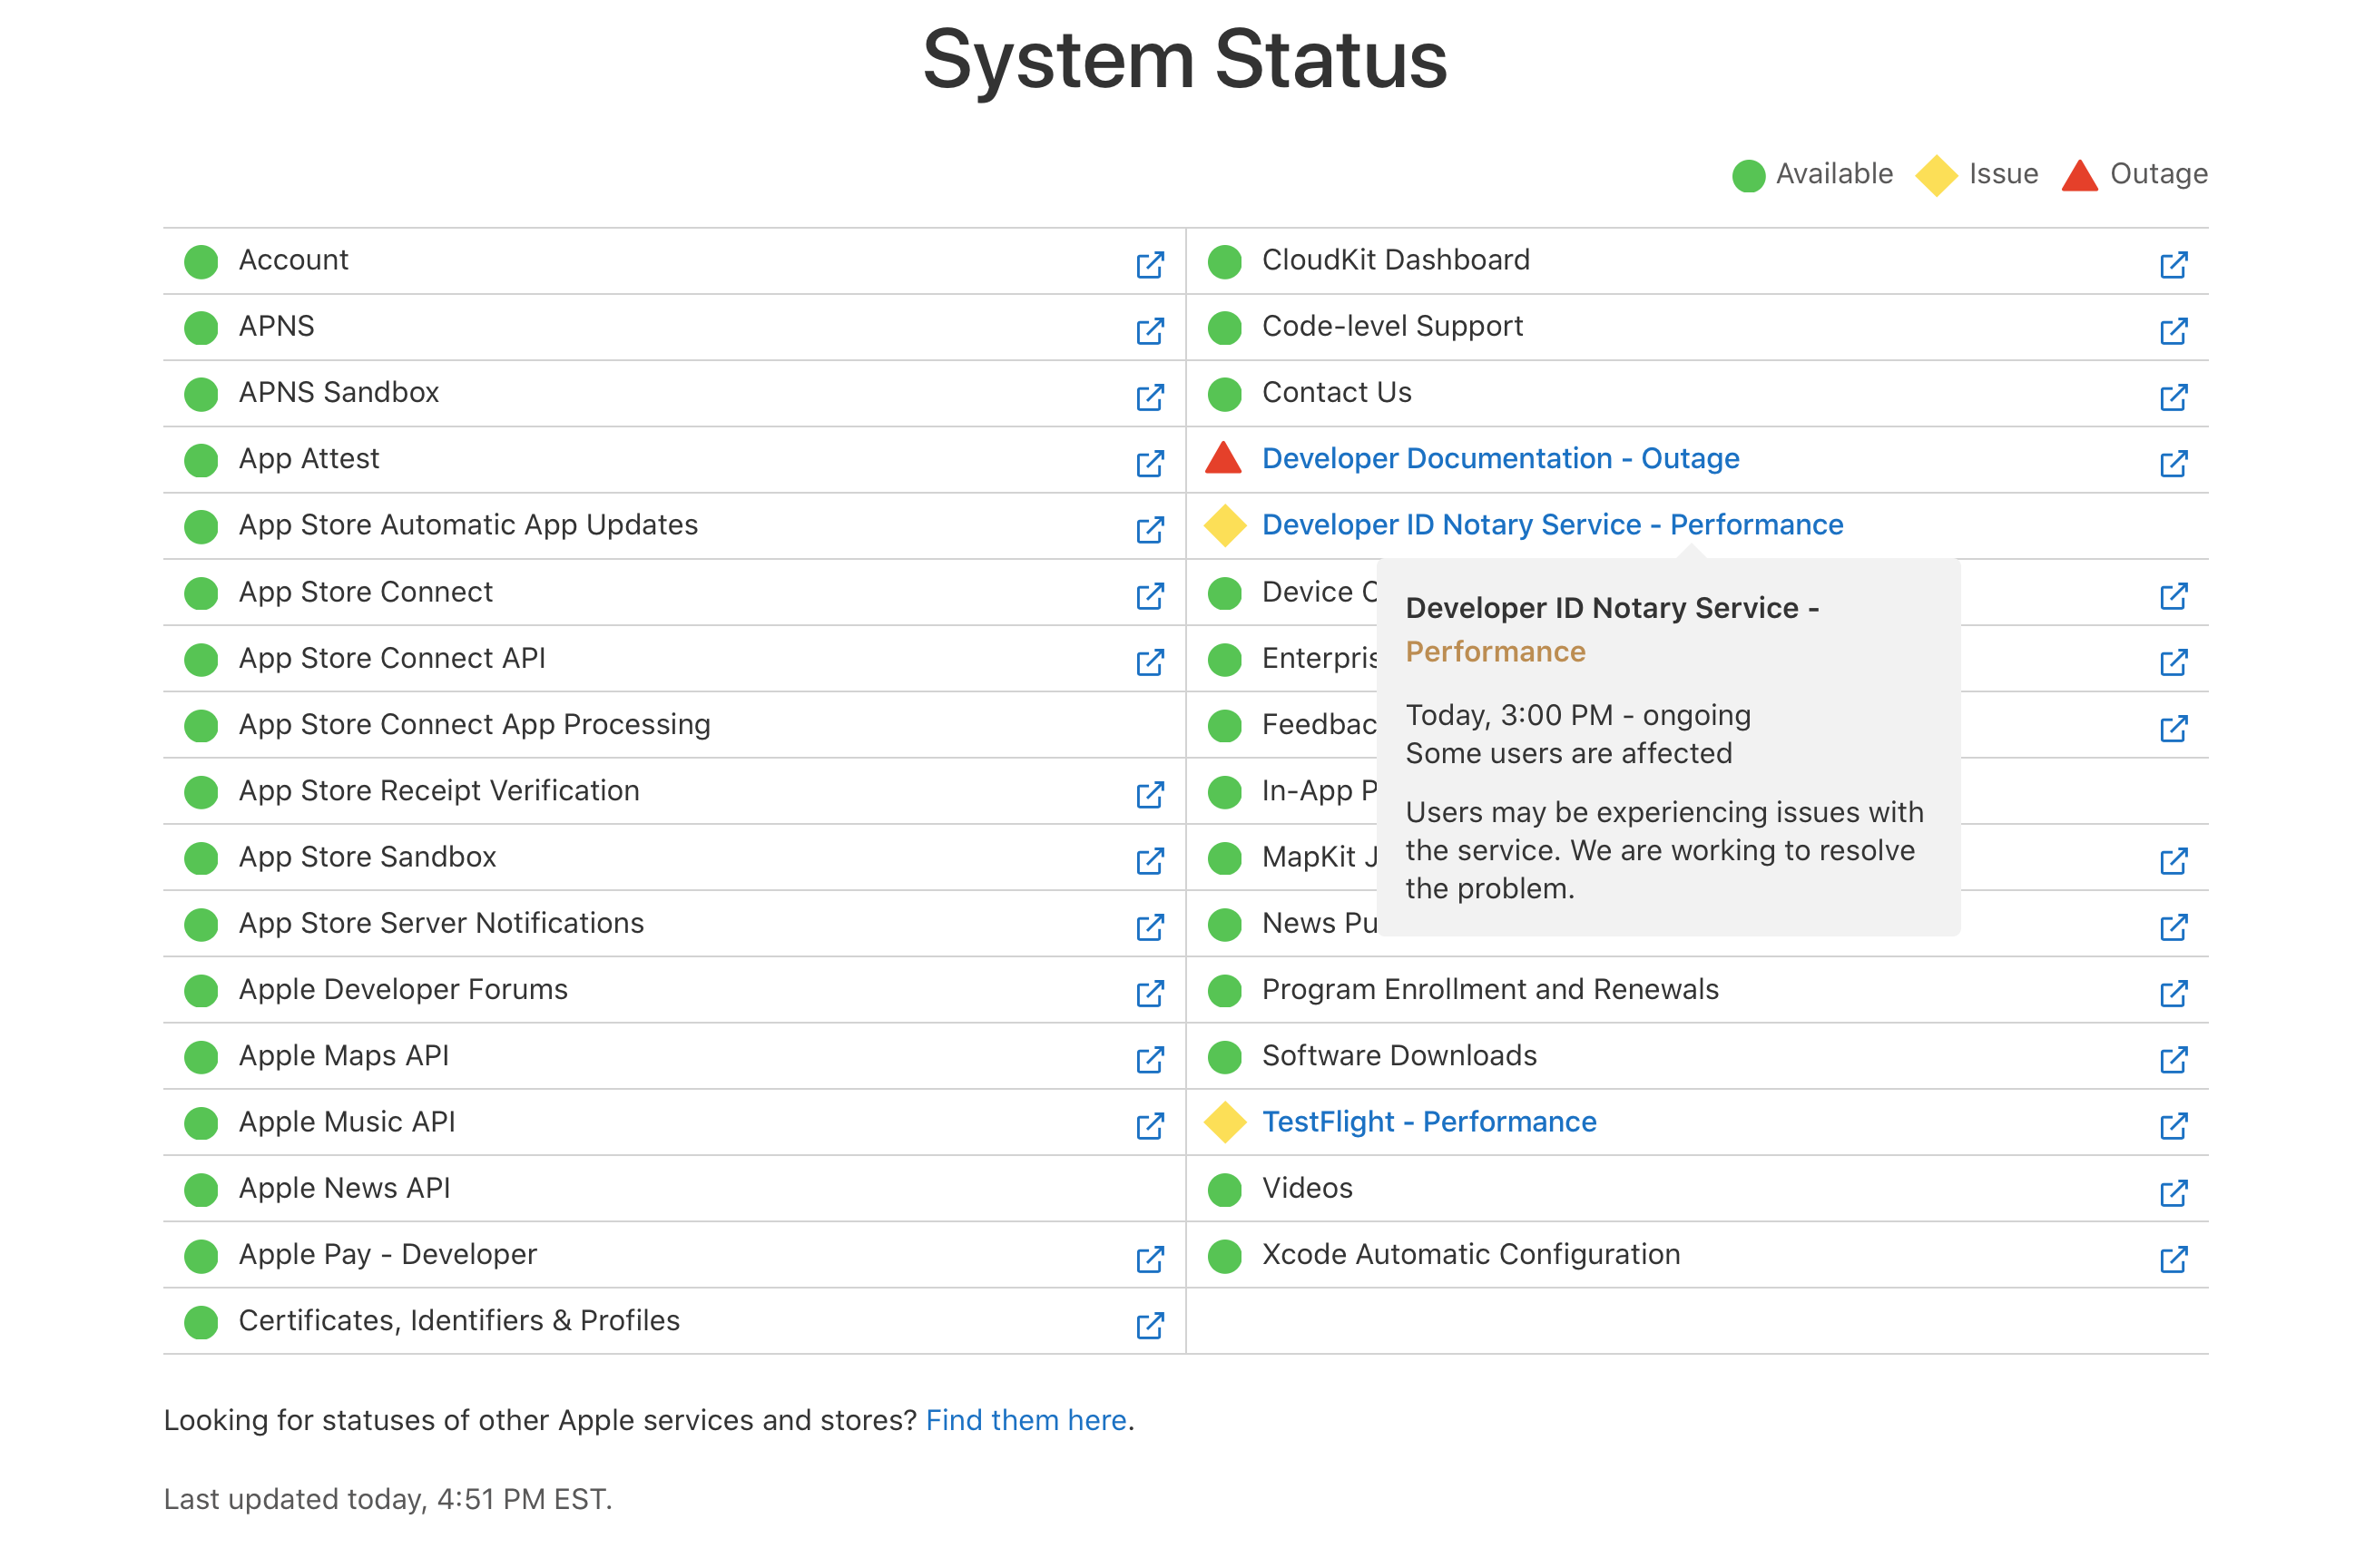 System Status
Available Issue Outage
Account
APNS
APNS Sandbox
App Attest
App Store Automatic App Updates
App Store Connect
App Store Connect API
App Store Connect App Processing
App Store Receipt Verification
App Store Sandbox
App Store Server Notifications
Apple Developer Forums
Apple Maps API
Apple Music API
Apple News API
Apple Pay - Developer
Certificates, Identifiers & Profiles
CloudKit Dashboard
Code-level Support
Contact Us
Developer Documentation - Outage
Developer ID Notary Service - Performance
Device
In-App
MapKit
News
Developer ID Notary Service -
Performance
Today, 3:00 PM - ongoing
Some users are affected
Users may be experiencing issues with
the service. We are working to resolve
the problem.
Program Enrollment and Renewals
Software Downloads
TestFlight - Performance
Videos
Xcode Automatic Configuration
Looking for statuses of other Apple services and stores? Find them here.
Last updated today, 4:51 PM EST.